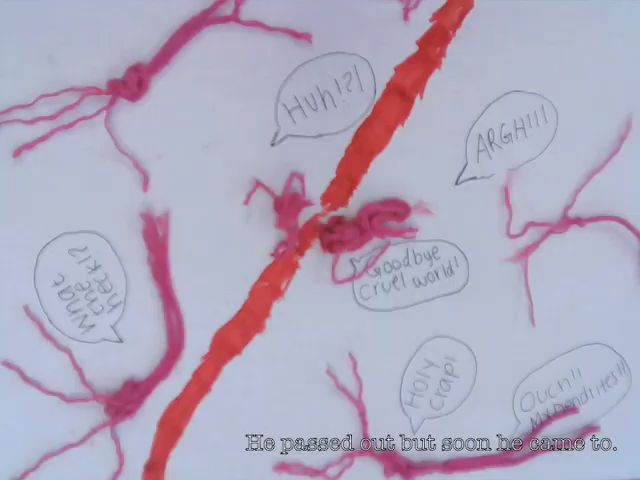 HUh!?!
ARGH!!!
What
the
heck!?
Goodbye
Cruel world!
HOLY
Crap!
OUCH!!
My Dendrites!!
He passed out but soon he came to.